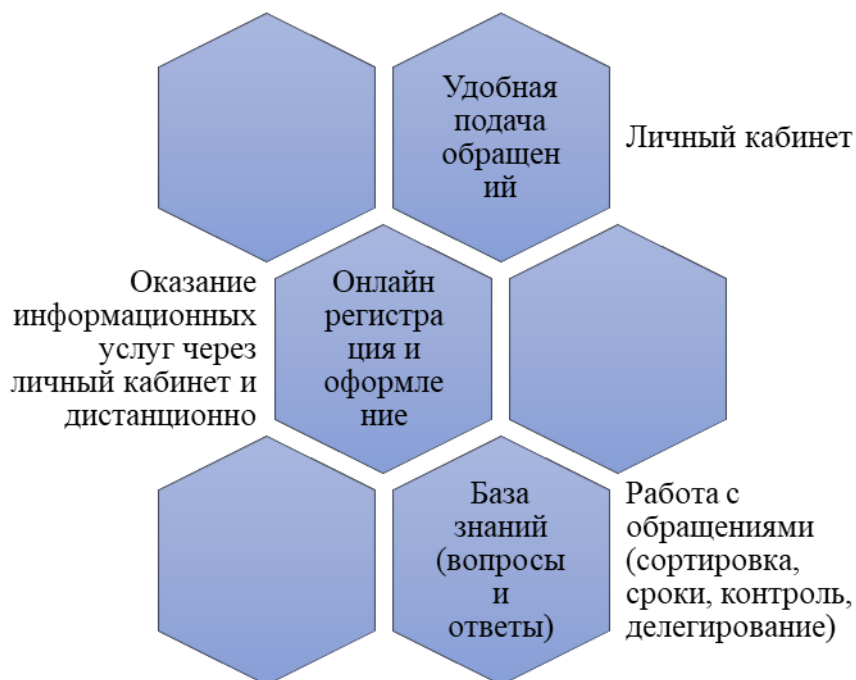 Удобная
подача
обращен
ий
Личный кабинет
Оказание
информационных
услуг через
личный кабинет и
дистанционно
Онлайн
регистра
ция и
оформле
ние
База
знаний
(вопросы
и
ответы)
Работа с
обращениями
(сортировка,
сроки, контроль,
делегирование)